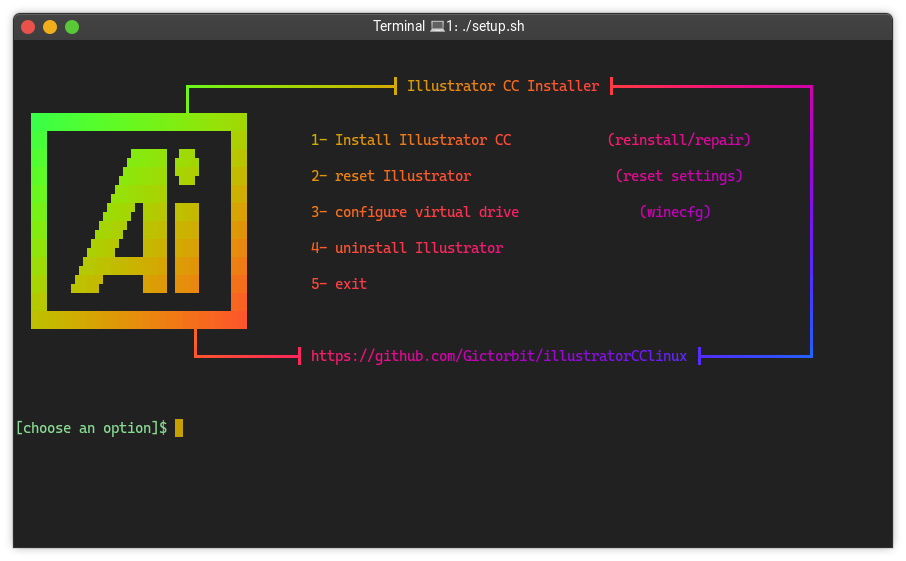 Terminal 💻1: ./setup.sh
Illustrator CC Installer
Ai
1- Install Illustrator CC (reinstall/repair)
2- reset Illustrator (reset settings)
3- configure virtual drive (winecfg)
4- uninstall Illustrator
5- exit
https://github.com/Gictorbit/illustratorCClinux
[choose an option]$